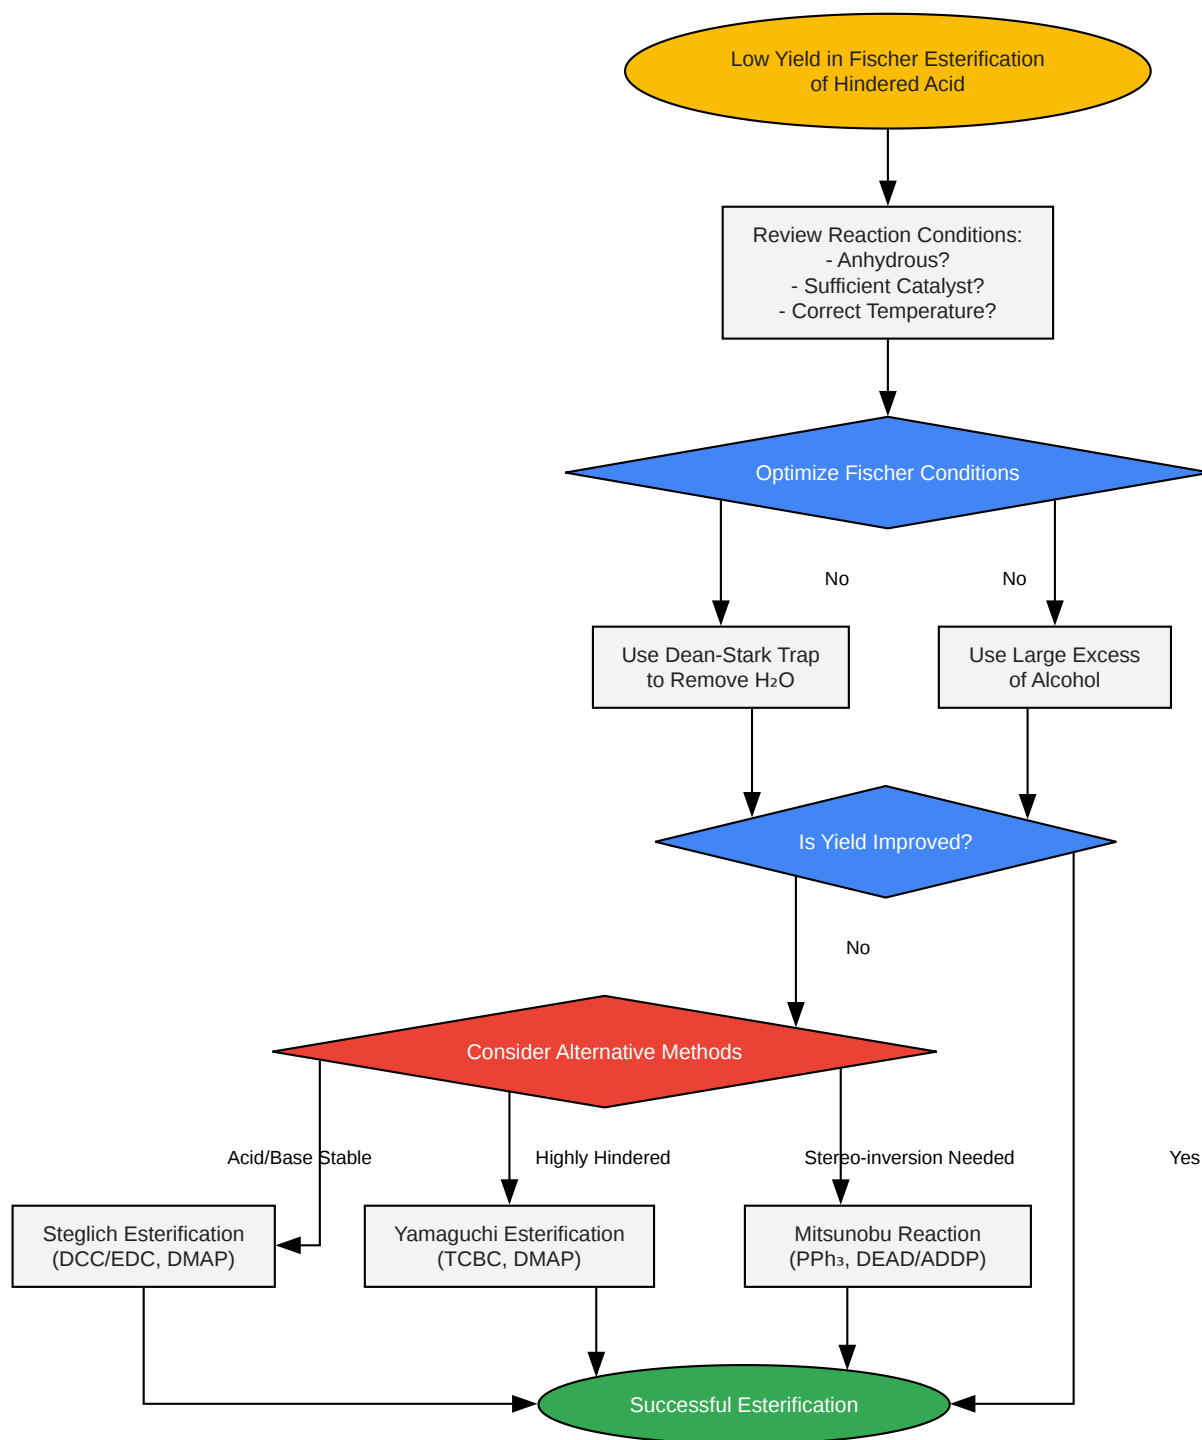 Low Yield in Fischer Esterification
of Hindered Acid
Review Reaction Conditions:
- Anhydrous?
- Sufficient Catalyst?
- Correct Temperature?
Optimize Fischer Conditions
No
No
Use Dean-Stark Trap
to Remove H₂O
Use Large Excess
of Alcohol
Is Yield Improved?
No
Consider Alternative Methods
Acid/Base Stable
Highly Hindered
Stereo-inversion Needed
Yes
Steglich Esterification
(DCC/EDC, DMAP)
Yamaguchi Esterification
(TCBC, DMAP)
Mitsunobu Reaction
(PPh₃, DEAD/ADDP)
Successful Esterification